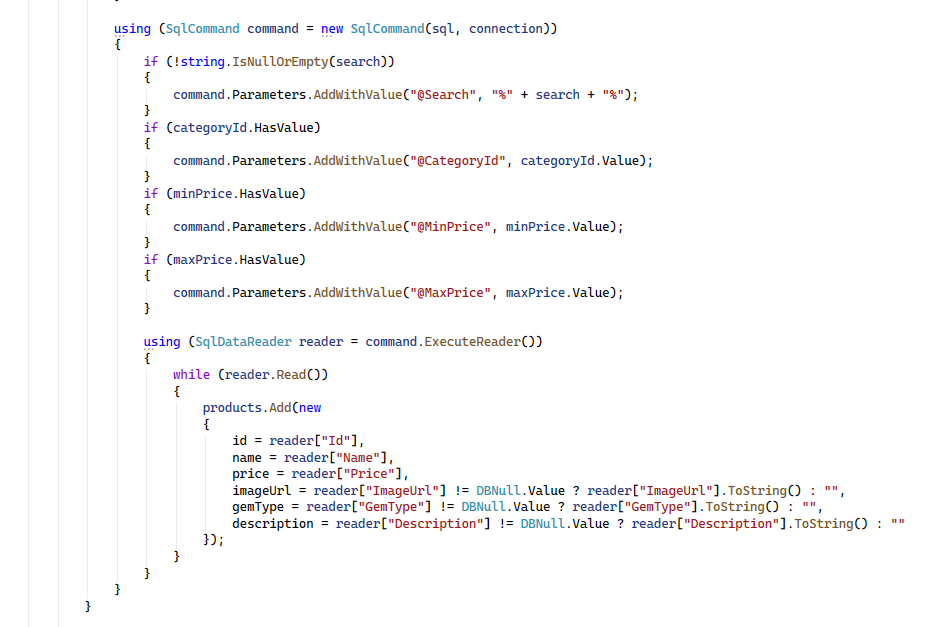 using (SqlCommand command = new SqlCommand(sql, connection))
{
if (!string.IsNullOrEmpty(search))
{
command.Parameters.AddWithValue("@Search", "%" + search + "%");
}
if (categoryId.HasValue)
{
command.Parameters.AddWithValue("@CategoryId", categoryId.Value);
}
if (minPrice.HasValue)
{
command.Parameters.AddWithValue("@MinPrice", minPrice.Value);
}
if (maxPrice.HasValue)
{
command.Parameters.AddWithValue("@MaxPrice", maxPrice.Value);
}
using (SqlDataReader reader = command.ExecuteReader())
{
while (reader.Read())
{
products.Add(new
{
id = reader["Id"],
name = reader["Name"],
price = reader["Price"],
imageUrl = reader["ImageUrl"] != DBNull.Value ? reader["ImageUrl"].ToString() : "",
gemType = reader["GemType"] != DBNull.Value ? reader["GemType"].ToString() : "",
description = reader["Description"] != DBNull.Value ? reader["Description"].ToString() : ""
});
}
}
}
}